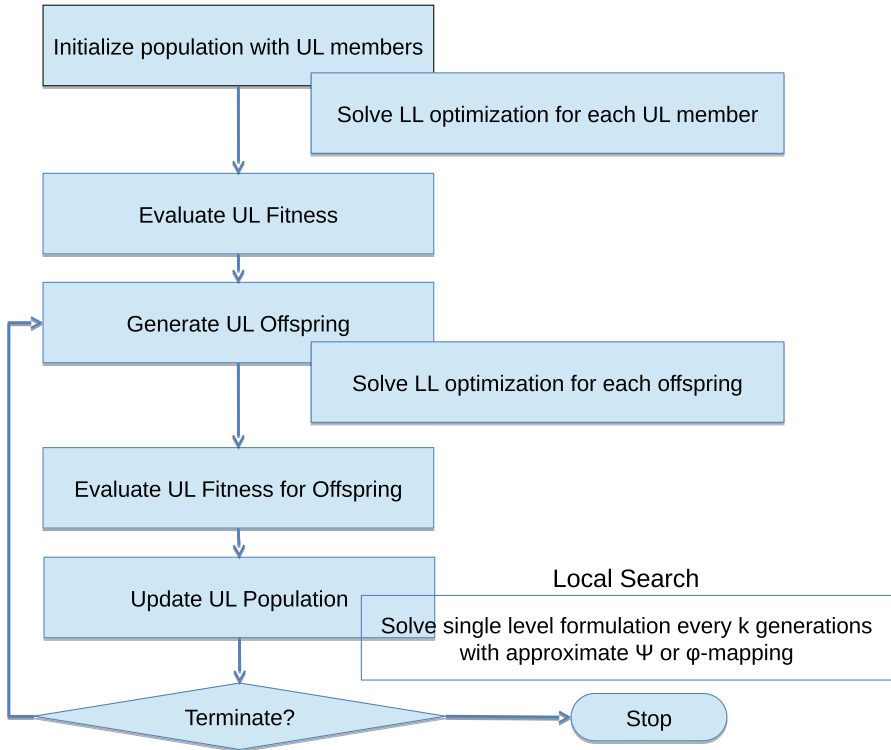 Initialize population with UL members
Solve LL optimization for each UL member
Evaluate UL Fitness
Generate UL Offspring
Solve LL optimization for each offspring
Evaluate UL Fitness for Offspring
Update UL Population
Local Search
Solve single level formulation every k generations
with approximate Ψ or φ-mapping
Terminate?
Stop